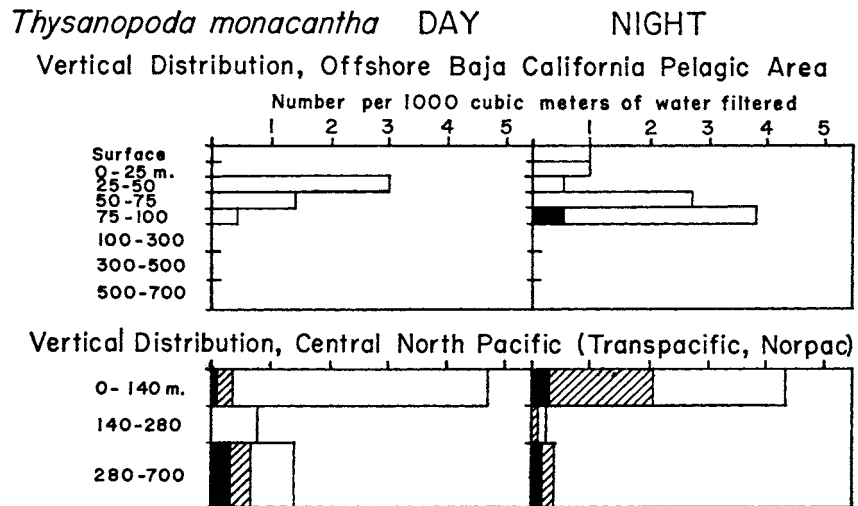 Thysanopoda monacantha DAY NIGHT
Vertical Distribution, Offshore Baja California Pelagic Area
Number per 1000 cubic meters of water filtered
1 2 3 4 5 1 2 3 4 5
Surface
0-25 m.
25-50
50-75
75-100
100-300
300-500
500-700
Vertical Distribution, Central North Pacific (Transpacific, Norpac)
0-140 m.
140-280
280-700